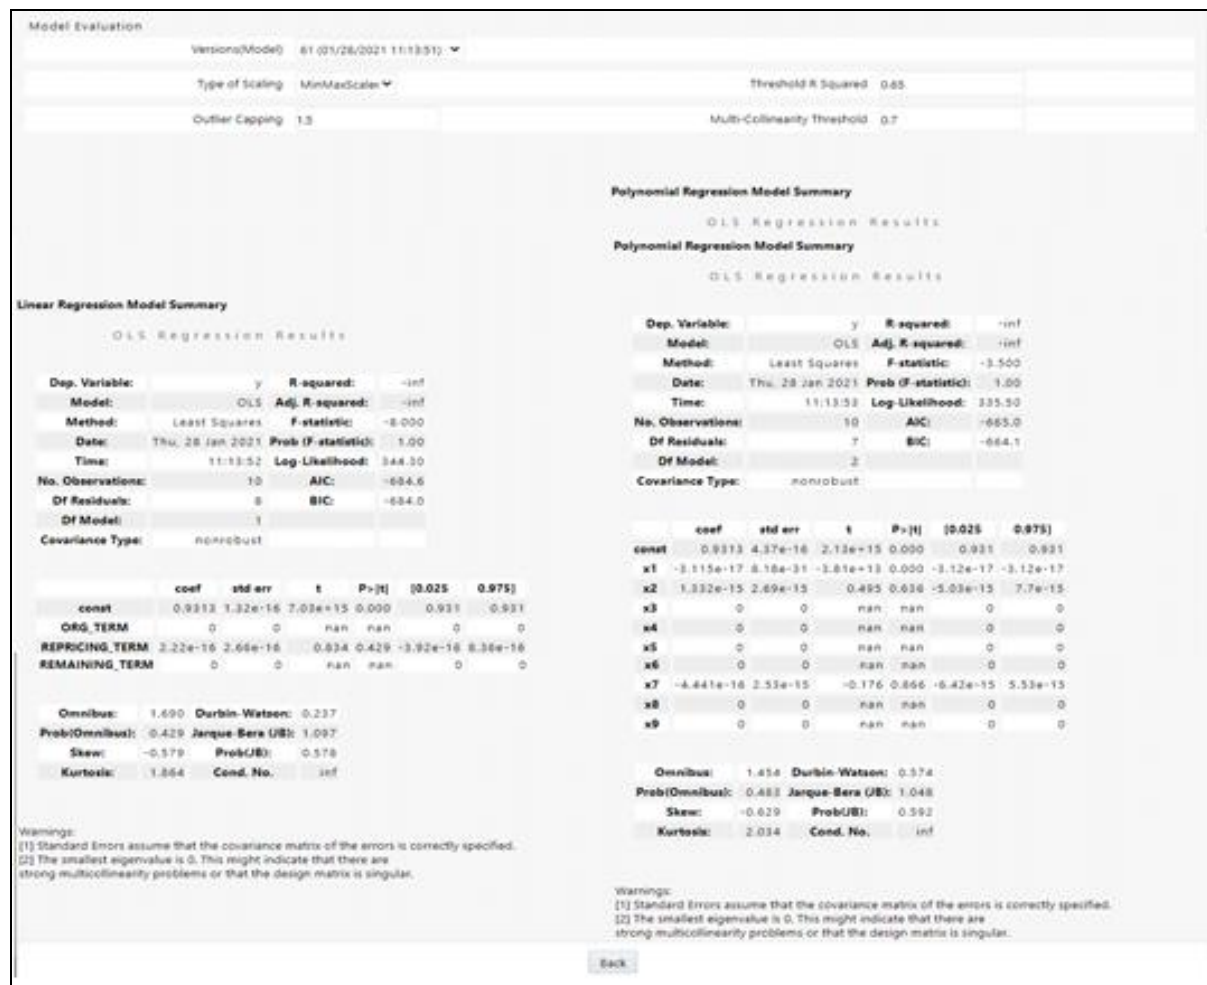 Model Evaluation
Versions(Model) 61 (01/28/2021 11:13:51)
Type of Scaling MinMaxScaler Threshold R Squared 0.65
Outlier Capping 1.5 Multi-Collinearity Threshold 0.7
Polynomial Regression Model Summary
OLS Regression Results
Polynomial Regression Model Summary
OLS Regression Results
Linear Regression Model Summary
OLS Regression Results
Dep. Variable: y R-squared: -inf
Model: OLS Adj. R-squared: -inf
Method: Least Squares F-statistic: -8.000
Date: Thu, 28 Jan 2021 Prob (F-statistic): 1.00
Time: 11:13:52 Log-Likelihood: 344.30
No. Observations: 10 AIC: -684.6
Df Residuals: 8 BIC: -684.0
Df Model: 1
Covariance Type: nonrobust
coef std err t P>|t| [0.025 0.975]
const 0.9313 1.32e-16 7.03e+15 0.000 0.931 0.931
ORG_TERM 0 0 nan nan 0 0
REPRICING_TERM 2.22e-16 2.66e-16 0.834 0.429 -3.92e-16 8.36e-16
REMAINING_TERM 0 0 nan nan 0 0
Omnibus: 1.690 Durbin-Watson: 0.237
Prob(Omnibus): 0.429 Jarque-Bera (JB): 1.097
Skew: -0.579 Prob(JB): 0.578
Kurtosis: 1.864 Cond. No. inf
Warnings:
[1] Standard Errors assume that the covariance matrix of the errors is correctly specified.
[2] The smallest eigenvalue is 0. This might indicate that there are
strong multicollinearity problems or that the design matrix is singular.
Dep. Variable: y R-squared: -inf
Model: OLS Adj. R-squared: -inf
Method: Least Squares F-statistic: -3.500
Date: Thu, 28 Jan 2021 Prob (F-statistic): 1.00
Time: 11:13:53 Log-Likelihood: 335.50
No. Observations: 10 AIC: -665.0
Df Residuals: 7 BIC: -664.1
Df Model: 2
Covariance Type: nonrobust
coef std err t P>|t| [0.025 0.975]
const 0.9313 4.37e-16 2.13e+15 0.000 0.931 0.931
x1 -3.115e-17 8.18e-31 -3.81e+13 0.000 -3.12e-17 -3.12e-17
x2 1.332e-15 2.69e-15 0.495 0.636 -5.03e-15 7.7e-15
x3 0 0 nan nan 0 0
x4 0 0 nan nan 0 0
x5 0 0 nan nan 0 0
x6 0 0 nan nan 0 0
x7 -4.441e-16 2.53e-15 -0.176 0.866 -6.42e-15 5.53e-15
x8 0 0 nan nan 0 0
x9 0 0 nan nan 0 0
Omnibus: 1.454 Durbin-Watson: 0.574
Prob(Omnibus): 0.483 Jarque-Bera (JB): 1.048
Skew: -0.629 Prob(JB): 0.592
Kurtosis: 2.034 Cond. No. inf
Warnings:
[1] Standard Errors assume that the covariance matrix of the errors is correctly specified.
[2] The smallest eigenvalue is 0. This might indicate that there are
strong multicollinearity problems or that the design matrix is singular.
Back